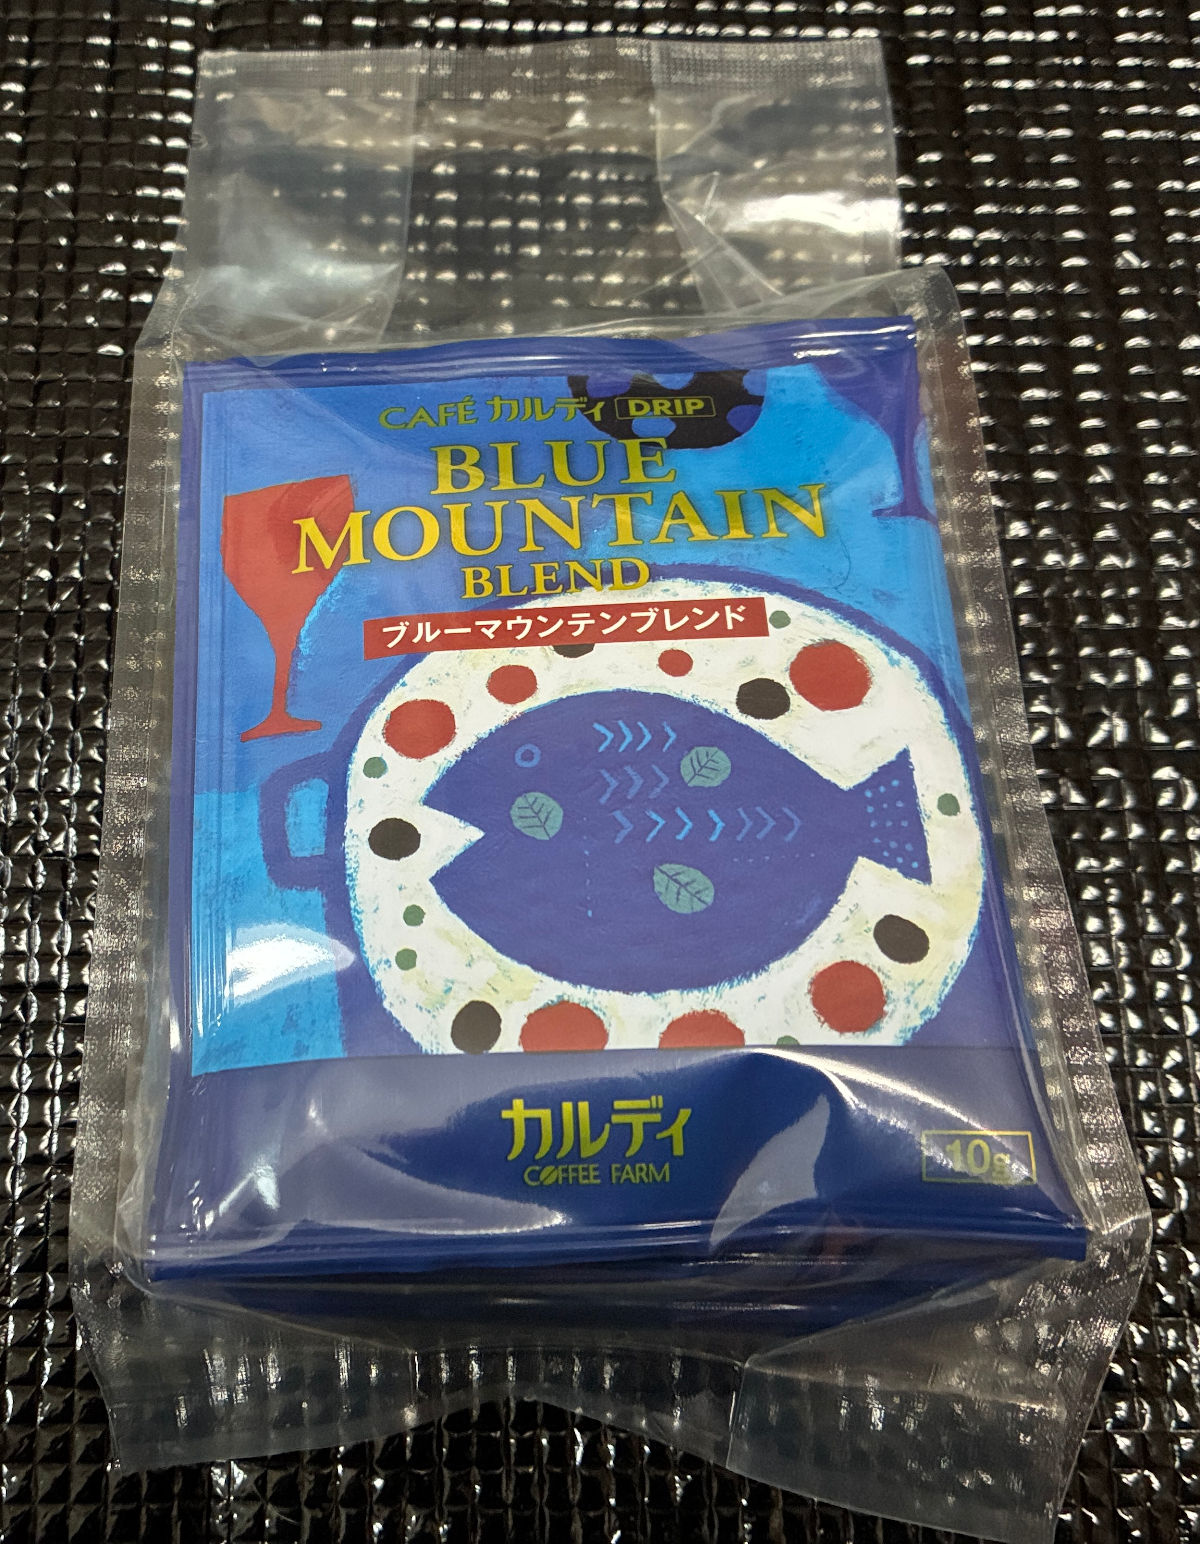 CAFÉ カルディ DRIP
BLUE
MOUNTAIN
BLEND
ブルーマウンテンブレンド
カルディ
COFFEE FARM
10g